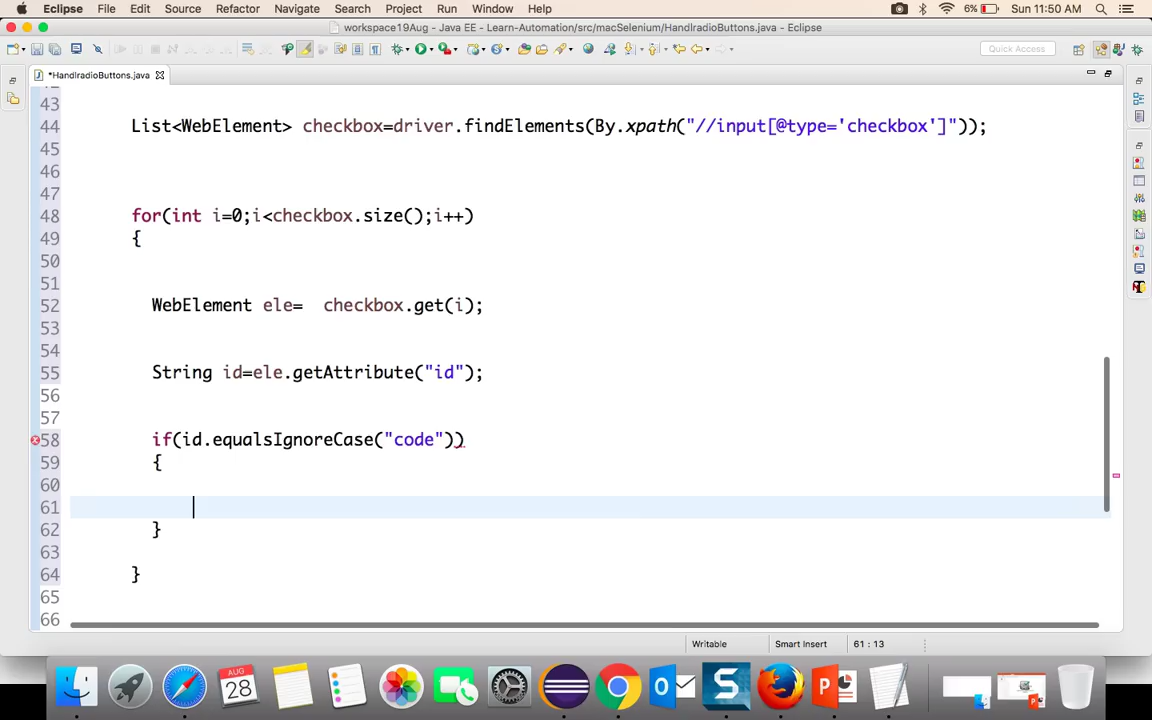 Eclipse File Edit Source Refactor Navigate Search Project Run Window Help 6% Sun 11:50 AM
workspace19Aug - Java EE - Learn-Automation/src/macSelenium/HandlradioButtons.java - Eclipse
Quick Access
*HandlradioButtons.java
43
44 List<WebElement> checkbox=driver.findElements(By.xpath("//input[@type='checkbox']"));
45
46
47
48 for(int i=0;i<checkbox.size();i++)
49 {
50
51
52 WebElement ele= checkbox.get(i);
53
54
55 String id=ele.getAttribute("id");
56
57
58 if(id.equalsIgnoreCase("code"))
59 {
60
61
62 }
63
64 }
65
66
Writable Smart Insert 61 : 13
AUG
28